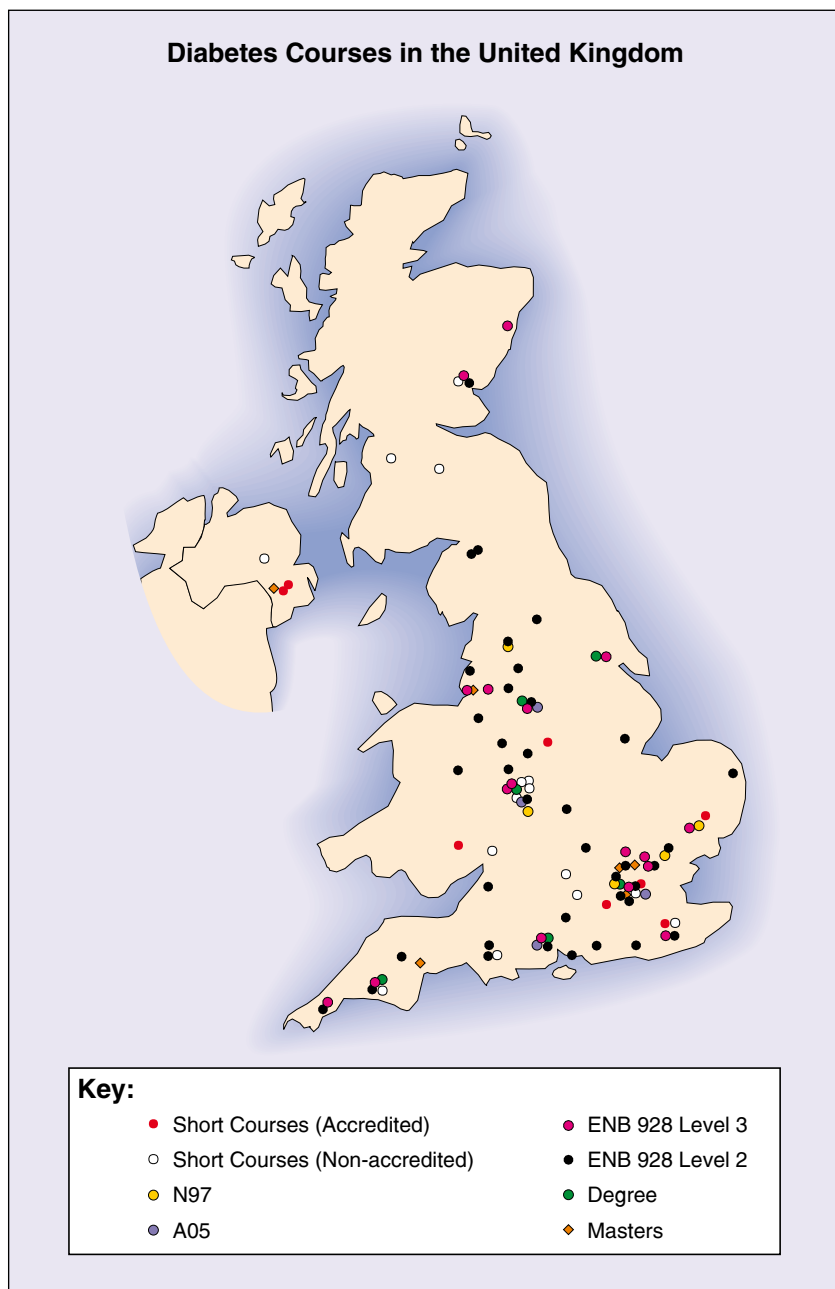 Diabetes Courses in the United Kingdom
Key:
Short Courses (Accredited)
Short Courses (Non-accredited)
N97
A05
ENB 928 Level 3
ENB 928 Level 2
Degree
Masters